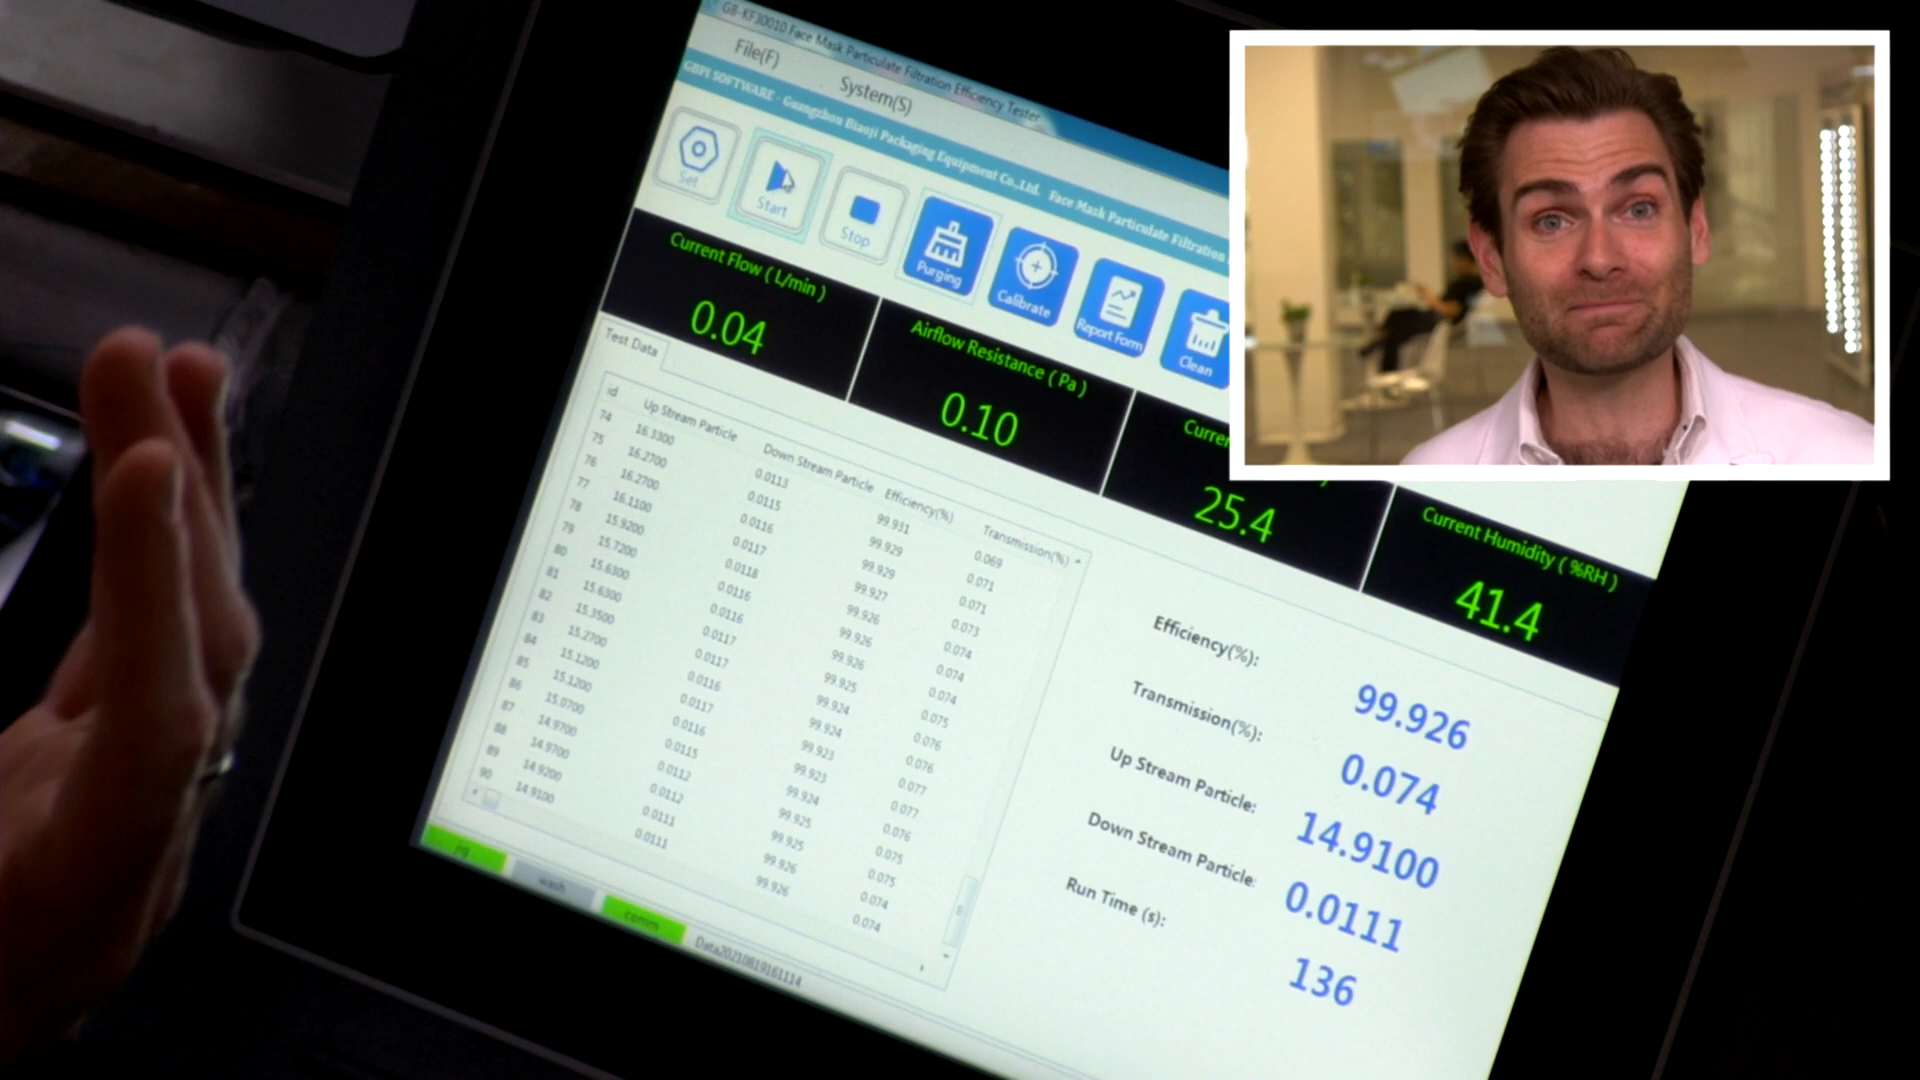 GB-KF30010 Face Mask Particulate Filtration Efficiency Tester
File(F) System(S)
GBPI SOFTWARE - Guangzhou Biaoji Packaging Equipment Co.,Ltd. Face Mask Particulate Filtration
Set Start Stop Purging Calibrate Report Form Clean
Current Flow ( L/min )
0.04
Airflow Resistance ( Pa )
0.10
Curre
25.4
Current Humidity ( %RH )
41.4
Test Data
id Up Stream Particle Down Stream Particle Efficiency(%) Transmission(%)
74 16.3300 0.0113 99.931 0.069
75 16.2700 0.0115 99.929 0.071
76 16.2700 0.0116 99.929 0.071
77 16.1100 0.0117 99.927 0.073
78 15.9200 0.0118 99.926 0.074
79 15.7200 0.0116 99.926 0.074
80 15.6300 0.0116 99.926 0.074
81 15.6300 0.0117 99.925 0.075
82 15.3500 0.0117 99.924 0.076
83 15.2700 0.0116 99.924 0.076
84 15.1200 0.0117 99.923 0.077
85 15.1200 0.0116 99.923 0.077
86 15.0700 0.0115 99.924 0.076
87 14.9700 0.0112 99.925 0.075
88 14.9700 0.0112 99.925 0.075
89 14.9200 0.0111 99.926 0.074
90 14.9100 0.0111 99.926 0.074
Efficiency(%): 99.926
Transmission(%): 0.074
Up Stream Particle: 14.9100
Down Stream Particle: 0.0111
Run Time (s): 136
wash comm Data20210819161114